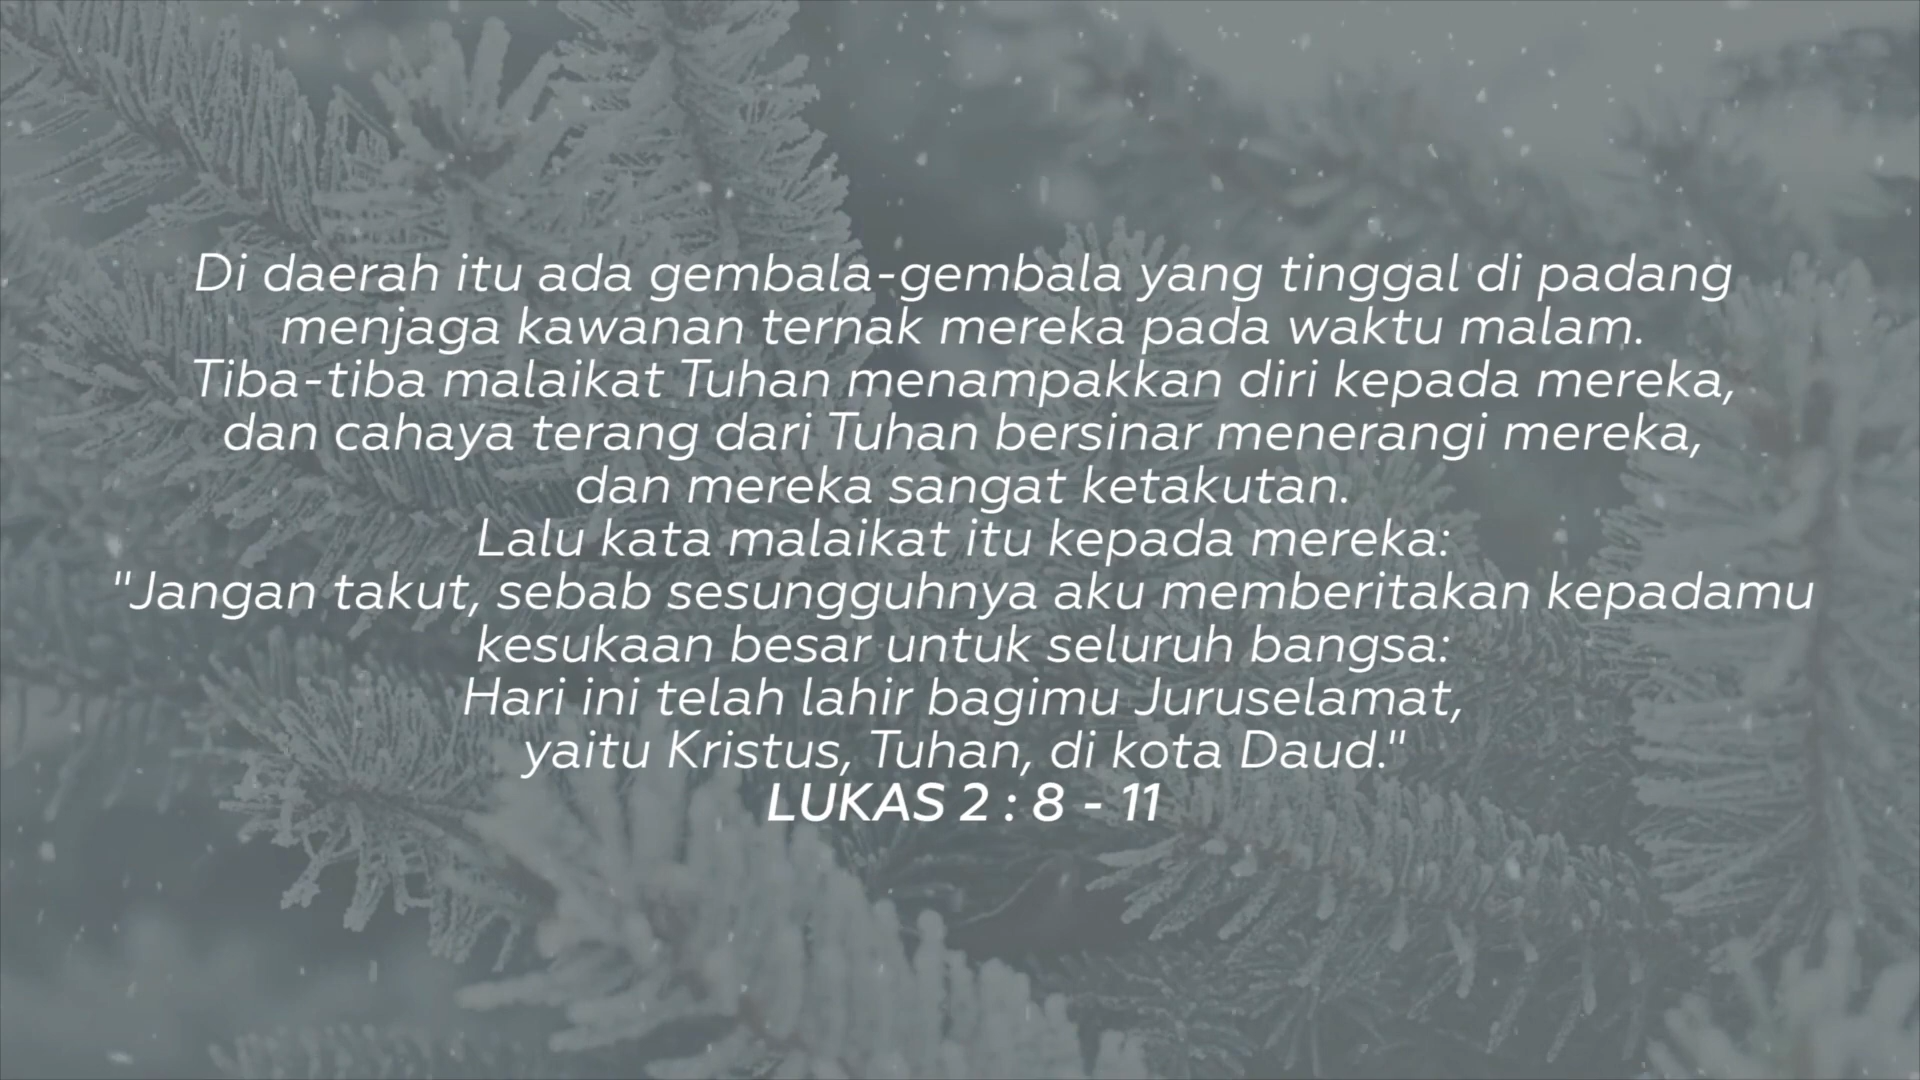 Di daerah itu ada gembala-gembala yang tinggal di padang
menjaga kawanan ternak mereka pada waktu malam.
Tiba-tiba malaikat Tuhan menampakkan diri kepada mereka,
dan cahaya terang dari Tuhan bersinar menerangi mereka,
dan mereka sangat ketakutan.
Lalu kata malaikat itu kepada mereka:
"Jangan takut, sebab sesungguhnya aku memberitakan kepadamu
kesukaan besar untuk seluruh bangsa:
Hari ini telah lahir bagimu Juruselamat,
yaitu Kristus, Tuhan, di kota Daud."
LUKAS 2 : 8 - 11